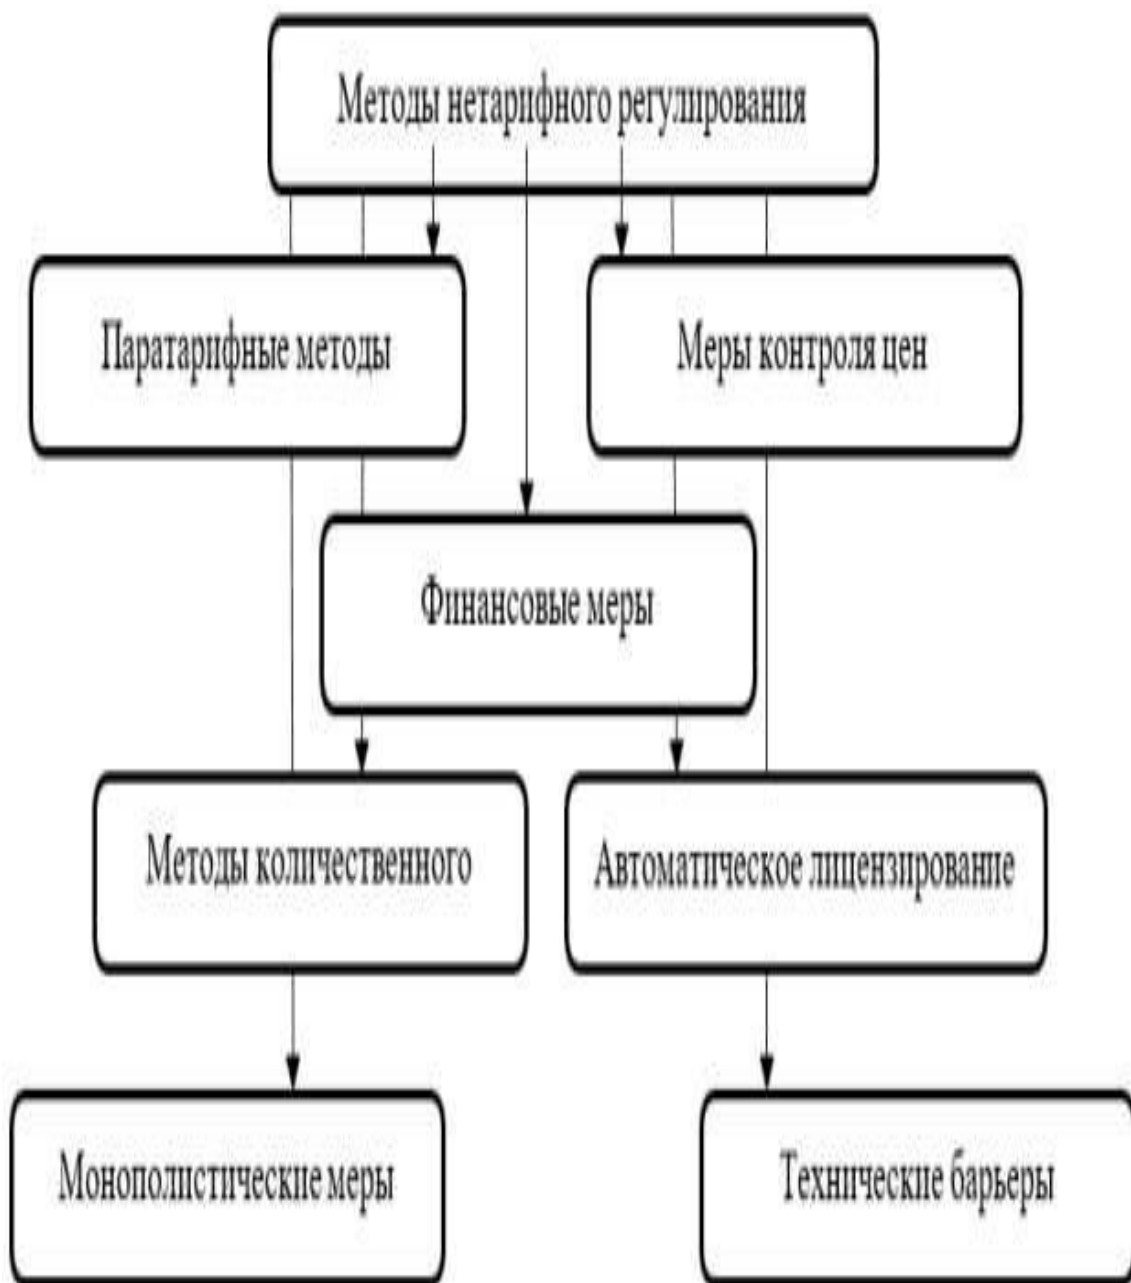 Методы нетарифного регулирования
Паратарифные методы
Меры контроля цен
Финансовые меры
Методы количественного
Автоматическое лицензирование
Монополистические меры
Технические барьеры